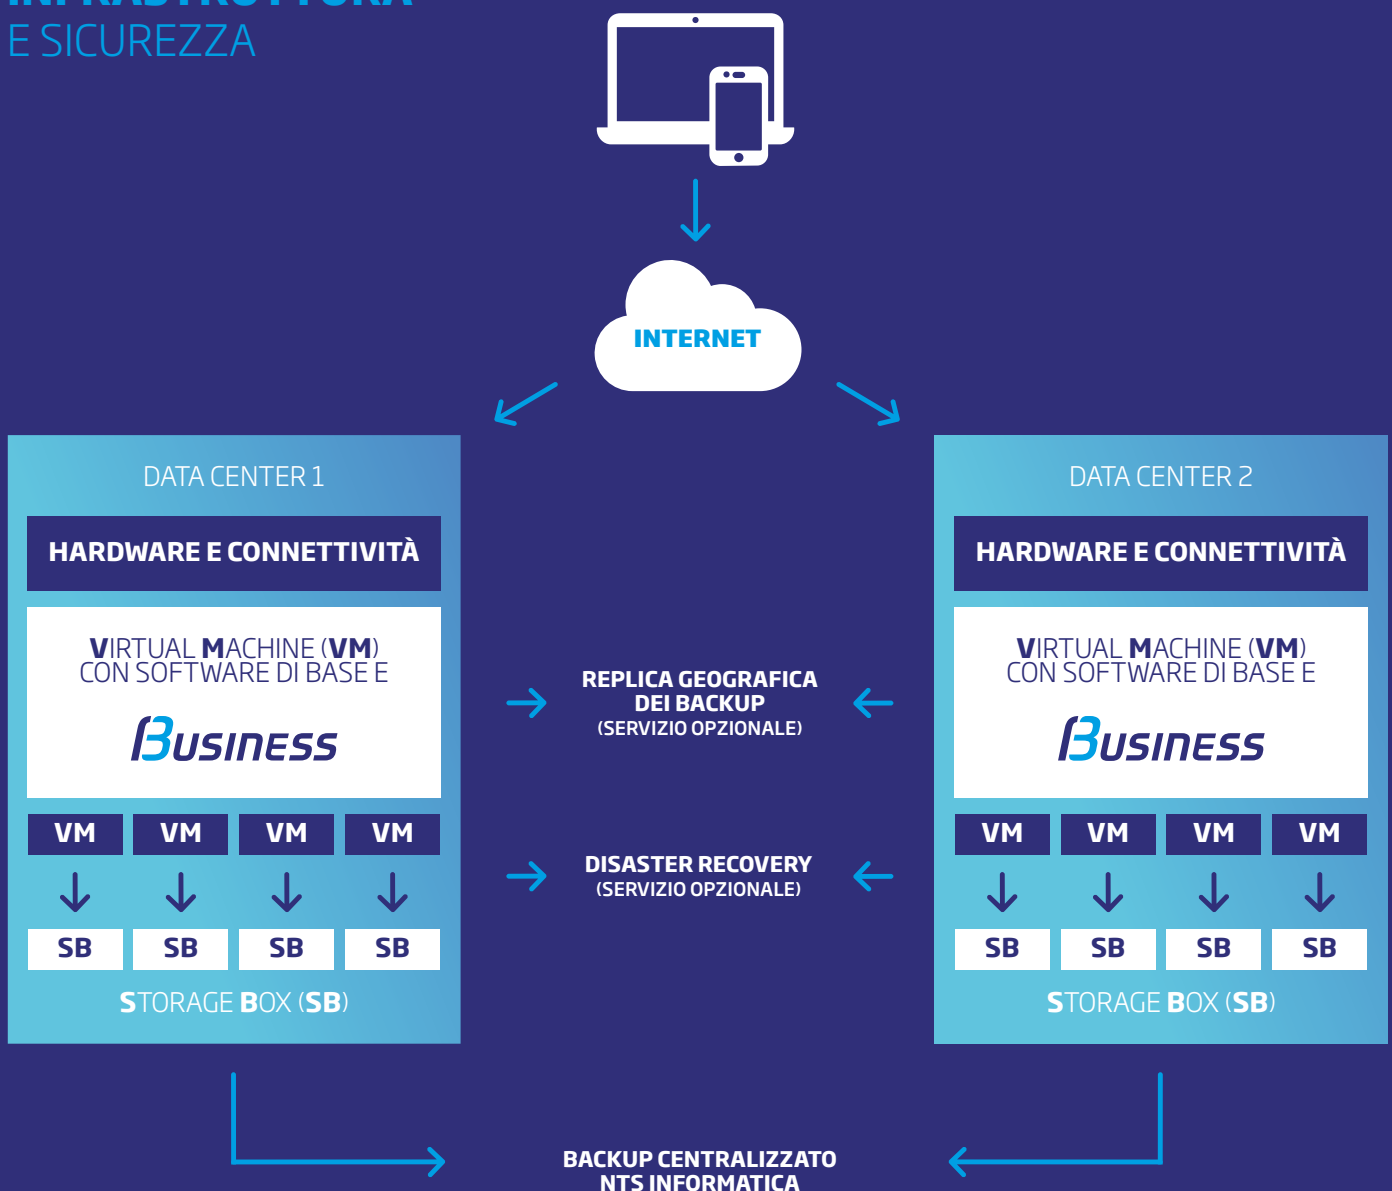 INFRASTRUTTURA
E SICUREZZA
INTERNET
DATA CENTER 1
HARDWARE E CONNETTIVITÀ
VIRTUAL MACHINE (VM)
CON SOFTWARE DI BASE E
BUSINESS
VM VM VM VM
SB SB SB SB
STORAGE BOX (SB)
REPLICA GEOGRAFICA
DEI BACKUP
(SERVIZIO OPZIONALE)
DISASTER RECOVERY
(SERVIZIO OPZIONALE)
DATA CENTER 2
HARDWARE E CONNETTIVITÀ
VIRTUAL MACHINE (VM)
CON SOFTWARE DI BASE E
BUSINESS
VM VM VM VM
SB SB SB SB
STORAGE BOX (SB)
BACKUP CENTRALIZZATO
NTS INFORMATICA